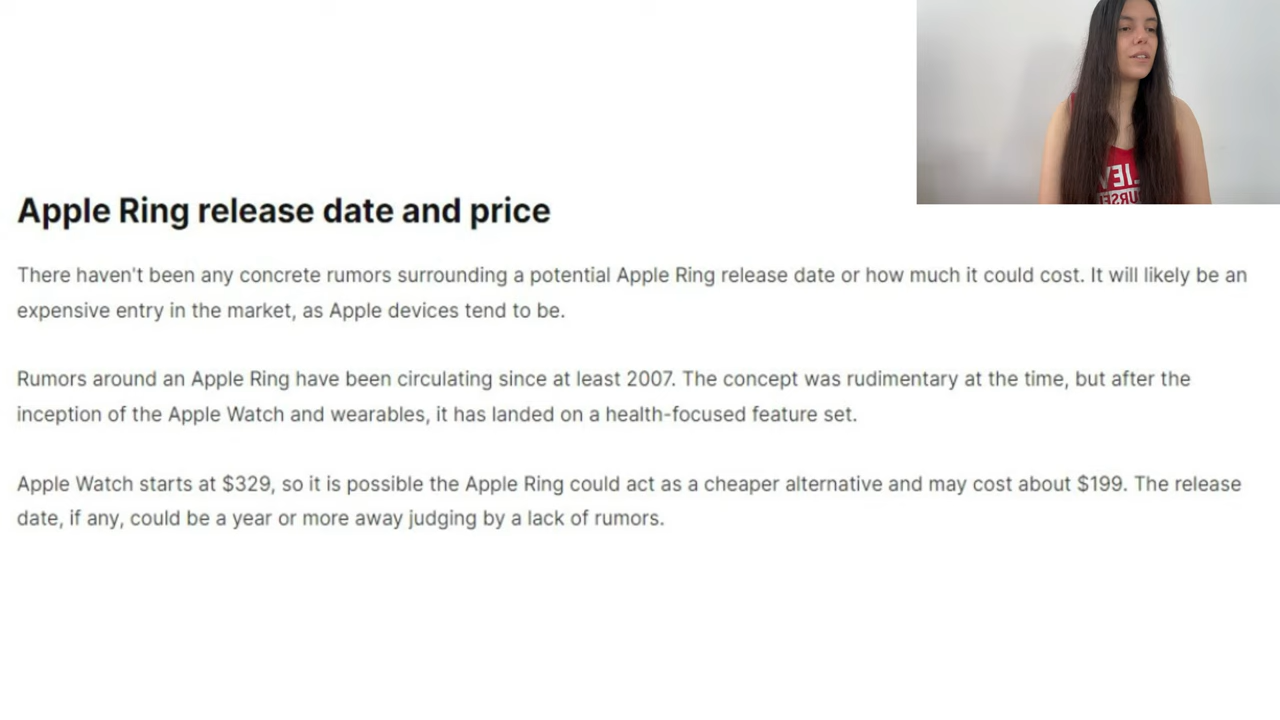 Apple Ring release date and price
There haven't been any concrete rumors surrounding a potential Apple Ring release date or how much it could cost. It will likely be an
expensive entry in the market, as Apple devices tend to be.
Rumors around an Apple Ring have been circulating since at least 2007. The concept was rudimentary at the time, but after the
inception of the Apple Watch and wearables, it has landed on a health-focused feature set.
Apple Watch starts at $329, so it is possible the Apple Ring could act as a cheaper alternative and may cost about $199. The release
date, if any, could be a year or more away judging by a lack of rumors.